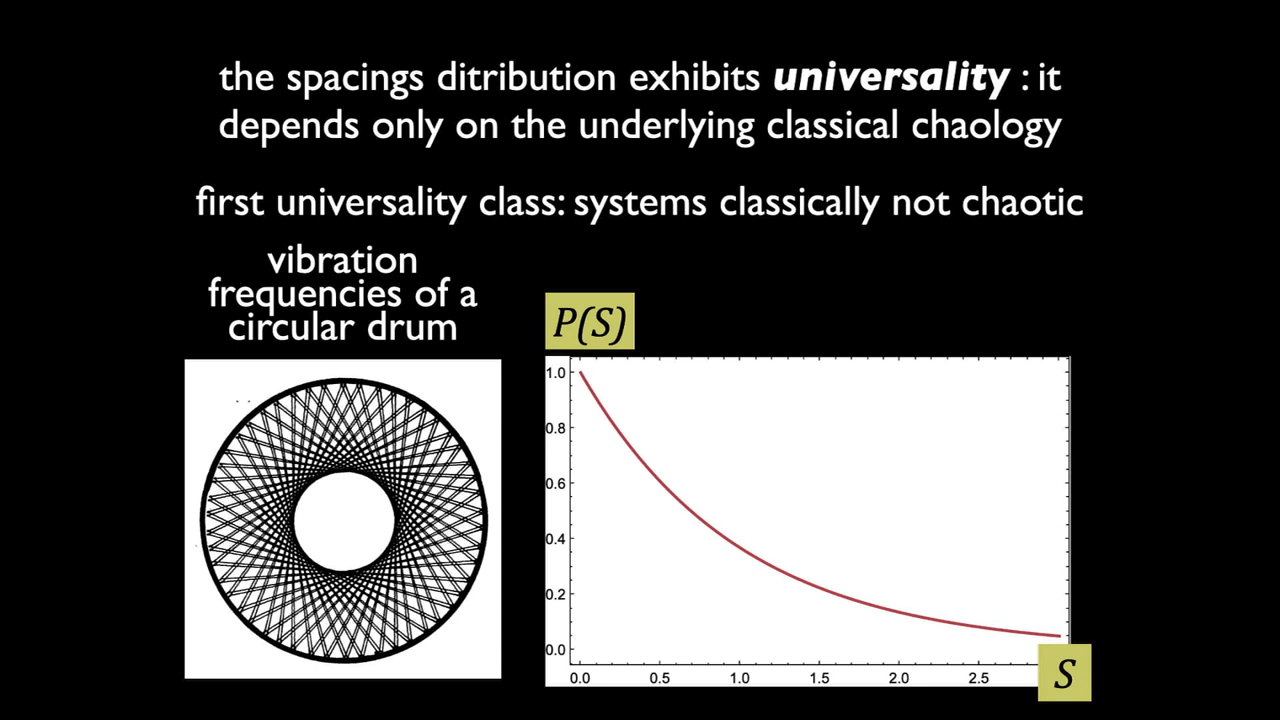 the spacings ditribution exhibits universality : it
depends only on the underlying classical chaology
first universality class: systems classically not chaotic
vibration
frequencies of a
circular drum
P(S)
1.0
0.8
0.6
0.4
0.2
0.0
0.0 0.5 1.0 1.5 2.0 2.5
S